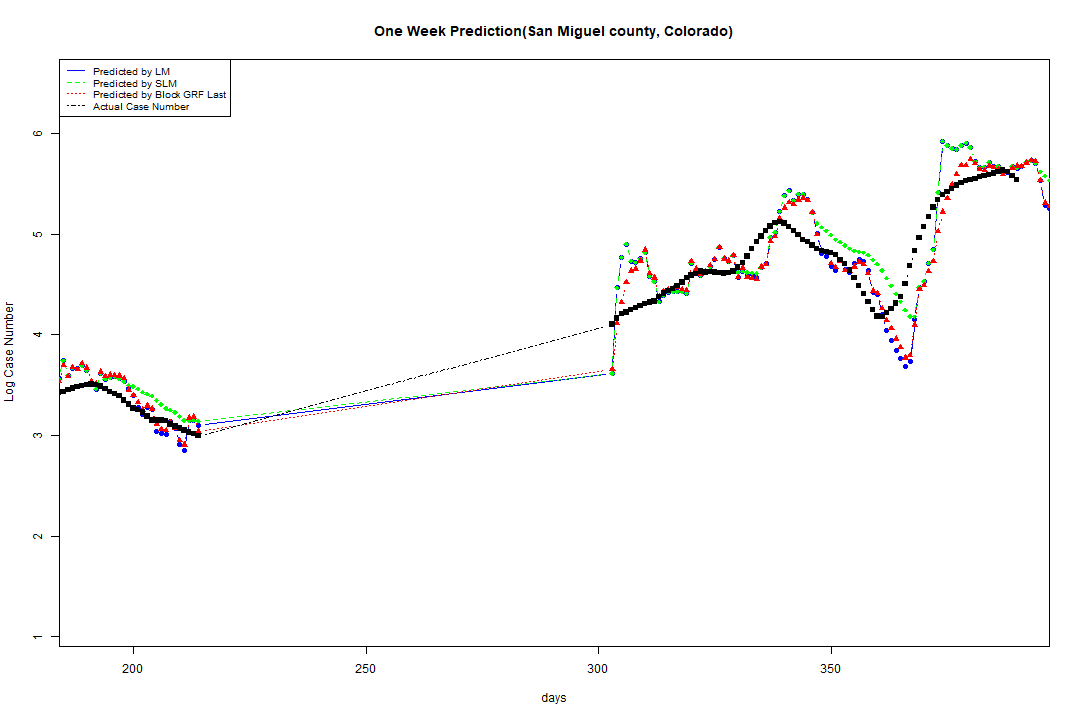 One Week Prediction(San Miguel county, Colorado)
Predicted by LM
Predicted by SLM
Predicted by Block GRF Last
Actual Case Number
Log Case Number
6
5
4
3
2
1
200 250 300 350
days